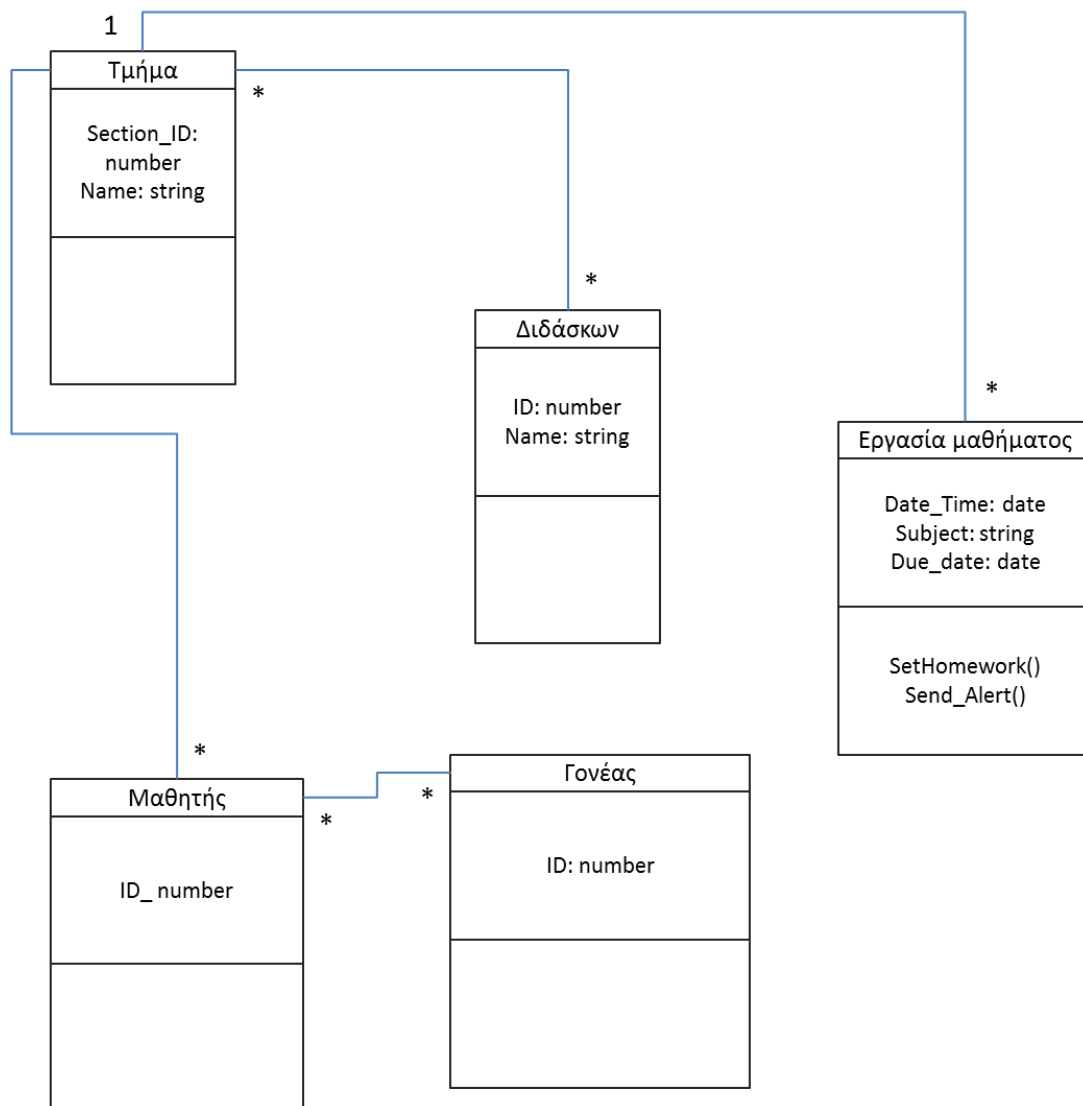 1
Τμήμα
*
Section_ID:
number
Name: string
*
Διδάσκων
ID: number
Name: string
*
Εργασία μαθήματος
Date_Time: date
Subject: string
Due_date: date
SetHomework()
Send_Alert()
*
Μαθητής
*
ID_ number
*
Γονέας
ID: number